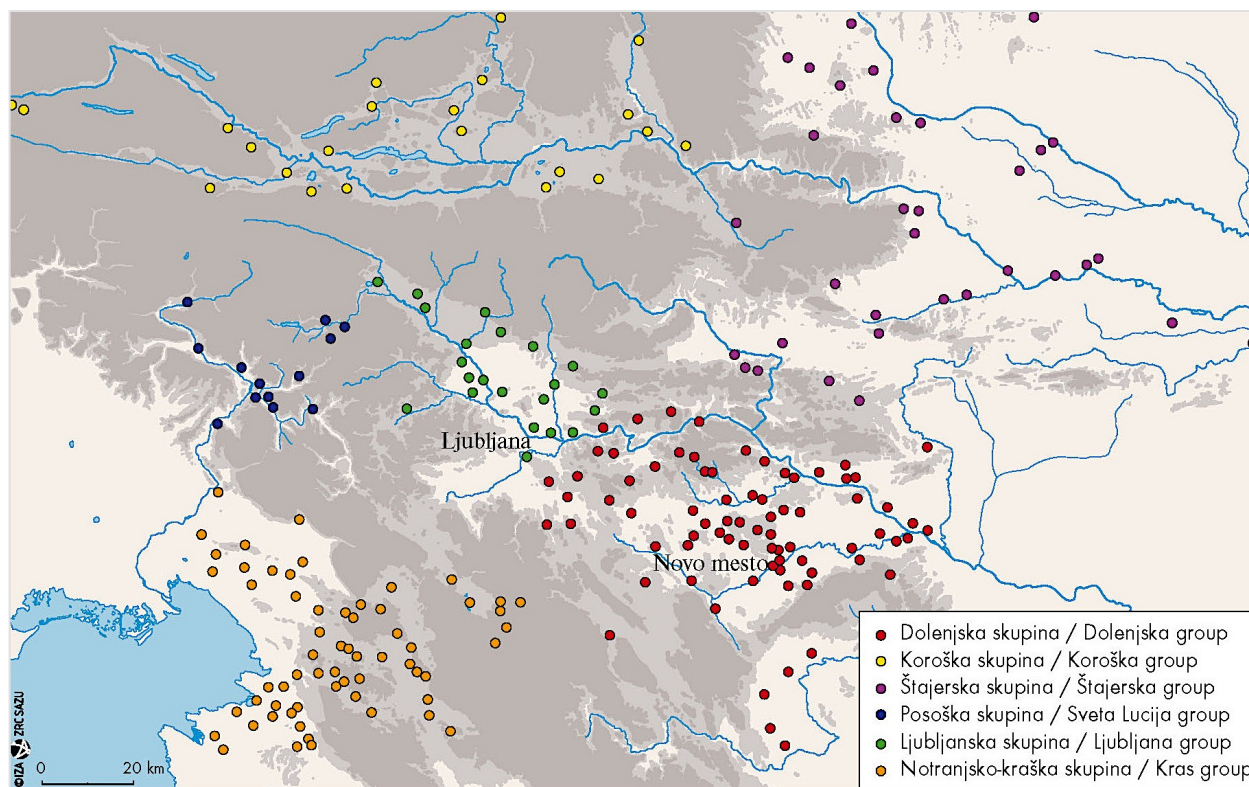 Ljubljana
Novo mesto
Dolenjska skupina / Dolenjska group
Koroška skupina / Koroška group
Štajerska skupina / Štajerska group
Posoška skupina / Sveta Lucija group
Ljubljanska skupina / Ljubljana group
Notranjsko-kraška skupina / Kras group
©IZA ZRC SAZU
0 20 km